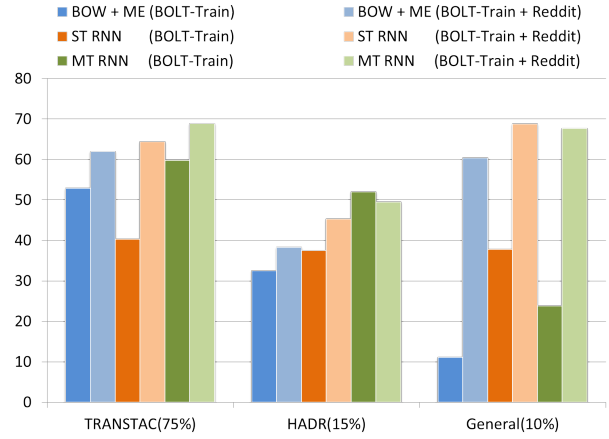 BOW + ME (BOLT-Train) BOW + ME (BOLT-Train + Reddit)
ST RNN (BOLT-Train) ST RNN (BOLT-Train + Reddit)
MT RNN (BOLT-Train) MT RNN (BOLT-Train + Reddit)
80
70
60
50
40
30
20
10
0
TRANSTAC(75%) HADR(15%) General(10%)